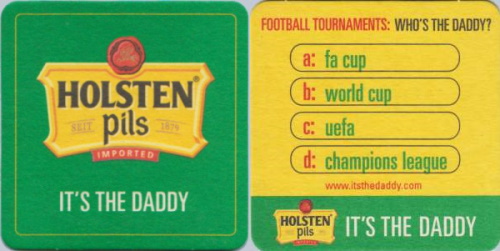 HOLSTEN
pils
SEIT 1879
IMPORTED
IT'S THE DADDY
FOOTBALL TOURNAMENTS: WHO'S THE DADDY?
a: fa cup
b: world cup
c: uefa
d: champions league
www.itsthedaddy.com
HOLSTEN
pils
IT'S THE DADDY